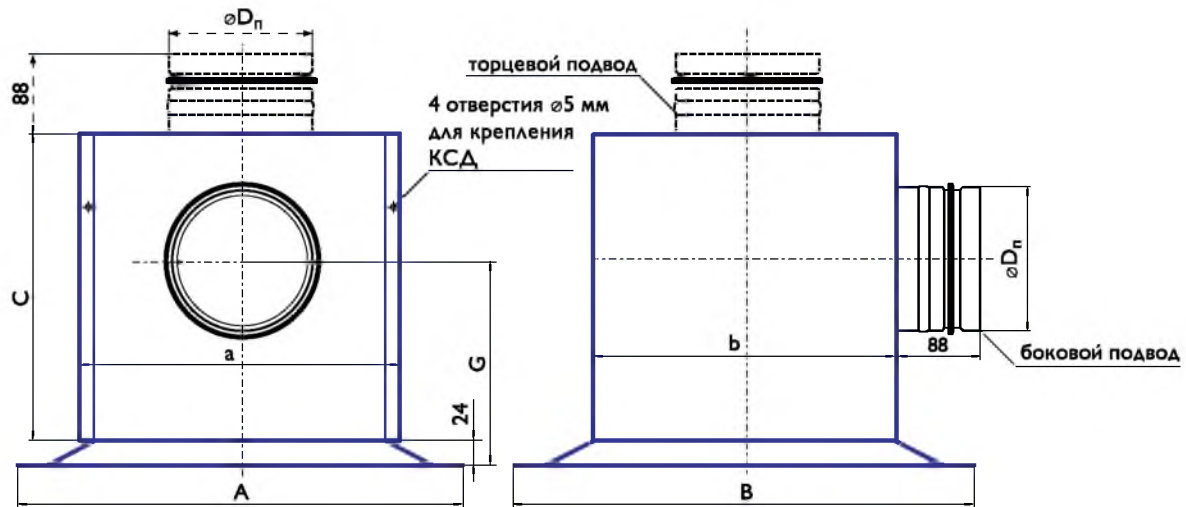 ⌀Dп
88
торцевой подвод
4 отверстия ⌀5 мм
для крепления
КСД
C
a
G
24
A
b
88
⌀Dп
боковой подвод
B